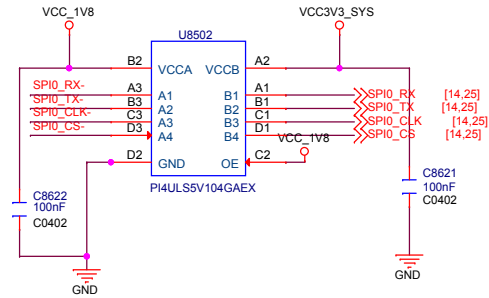 VCC_1V8
VCC3V3_SYS
U8502
B2 VCCA VCCB A2
SPI0_RX- A3 A1 B1 A1 SPI0_RX [14,25]
SPI0_TX- B3 A2 B2 B1 SPI0_TX [14,25]
SPI0_CLK- C3 A3 B3 C1 SPI0_CLK [14,25]
SPI0_CS- D3 A4 B4 D1 SPI0_CS [14,25]
VCC_1V8
D2 GND OE C2
PI4ULS5V104GAEX
C8622
100nF
C0402
C8621
100nF
C0402
GND
GND